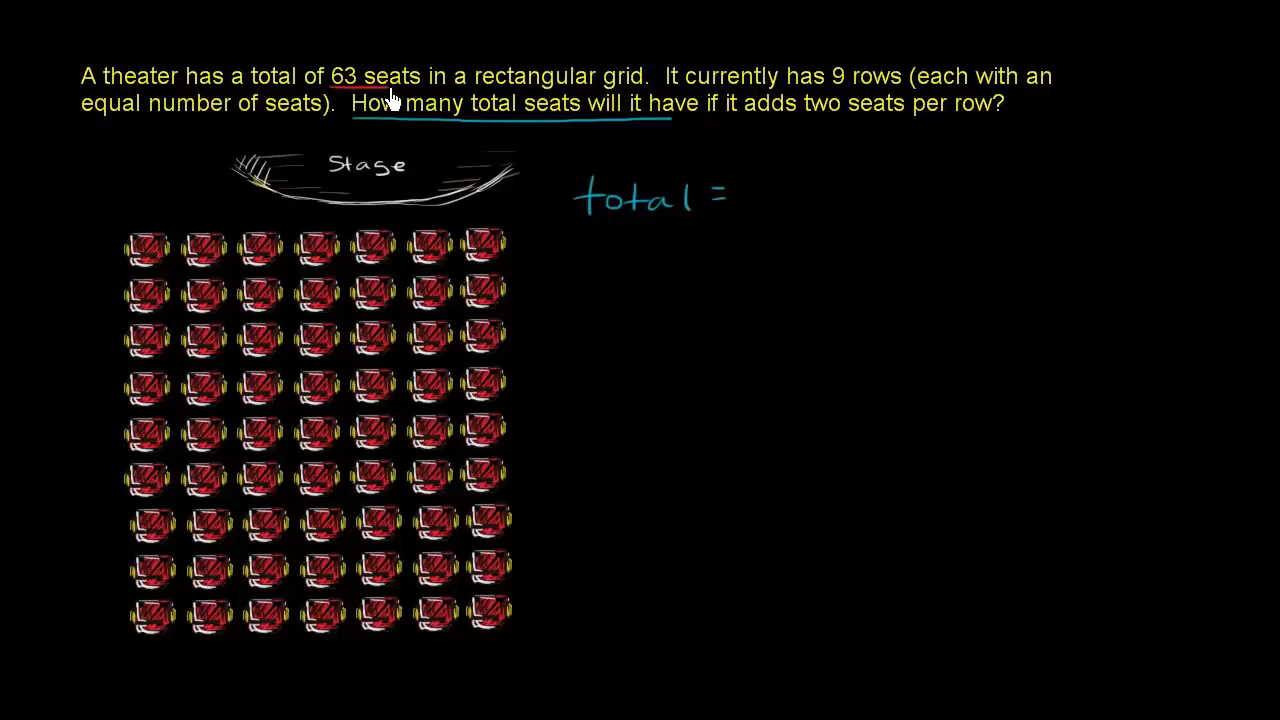 A theater has a total of 63 seats in a rectangular grid.  It currently has 9 rows (each with an
equal number of seats).  How many total seats will it have if it adds two seats per row?
Stage
total =